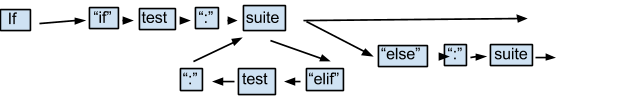 If “if” test “:” suite
“else” “:” suite
“:” test “elif”